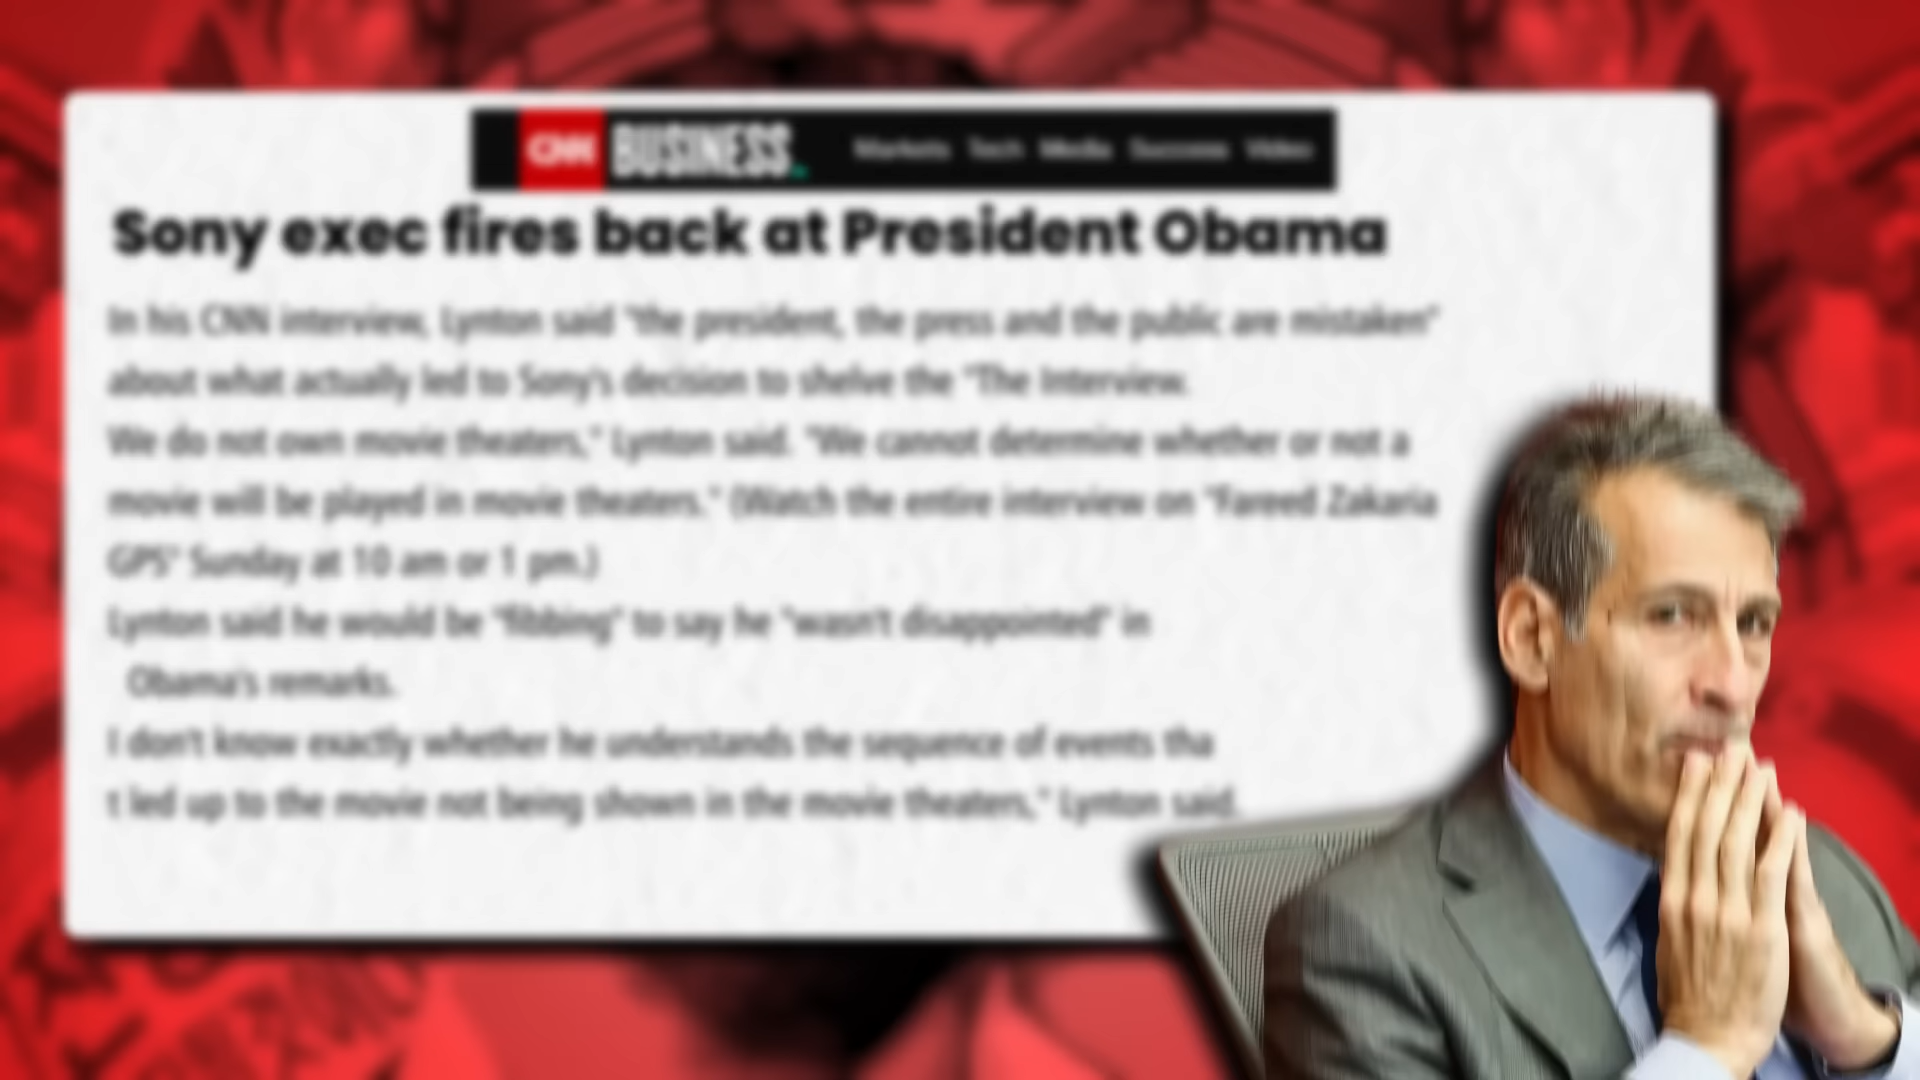 CNN BUSINESS.
Markets Tech Media Success Video
Sony exec fires back at President Obama
In his CNN interview, Lynton said "the president, the press and the public are mistaken"
about what actually led to Sony's decision to shelve the "The Interview.
We do not own movie theaters," Lynton said. "We cannot determine whether or not a
movie will be played in movie theaters." (Watch the entire interview on "Fareed Zakaria
GPS" Sunday at 10 am or 1 pm.)
Lynton said he would be "fibbing" to say he "wasn't disappointed" in
Obama's remarks.
I don't know exactly whether he understands the sequence of events tha
t led up to the movie not being shown in the movie theaters," Lynton said.